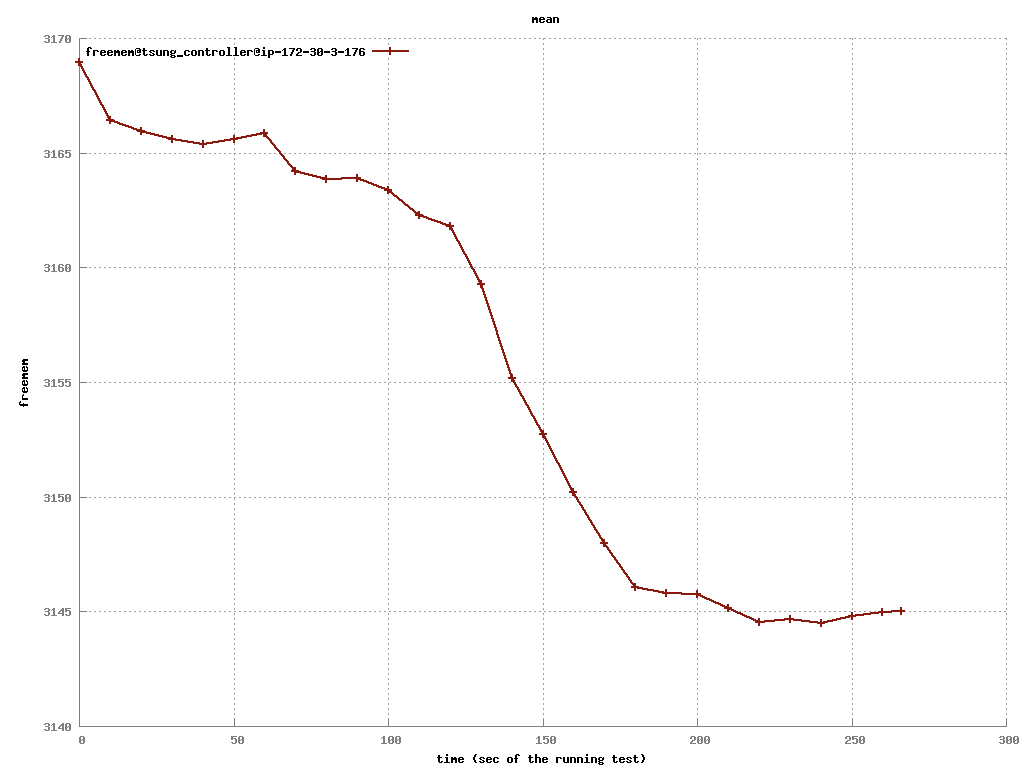 mean
freemem@tsung_controller@ip-172-30-3-176
3170
3165
3160
3155
3150
3145
3140
freemem
0 50 100 150 200 250 300
time (sec of the running test)